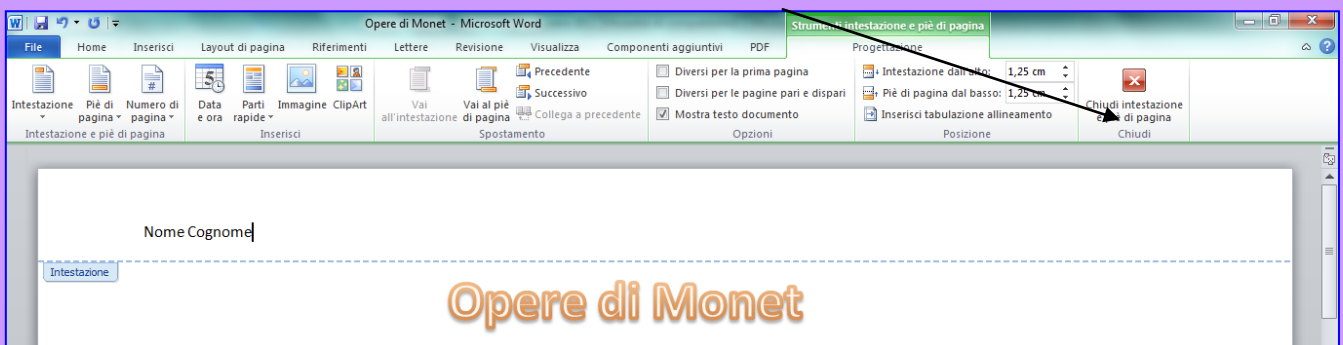 Opere di Monet - Microsoft Word
Strumenti intestazione e piè di pagina
File Home Inserisci Layout di pagina Riferimenti Lettere Revisione Visualizza Componenti aggiuntivi PDF Progettazione
Intestazione
Piè di pagina
Numero di pagina
Intestazione e piè di pagina
Data e ora
Parti rapide
Immagine
ClipArt
Inserisci
Vai all'intestazione
Vai al piè di pagina
Precedente
Successivo
Collega a precedente
Spostamento
Diversi per la prima pagina
Diversi per le pagine pari e dispari
Mostra testo documento
Opzioni
Intestazione dall'alto: 1,25 cm
Piè di pagina dal basso: 1,25 cm
Inserisci tabulazione allineamento
Posizione
Chiudi intestazione
e piè di pagina
Chiudi
Nome Cognome
Intestazione
Opere di Monet